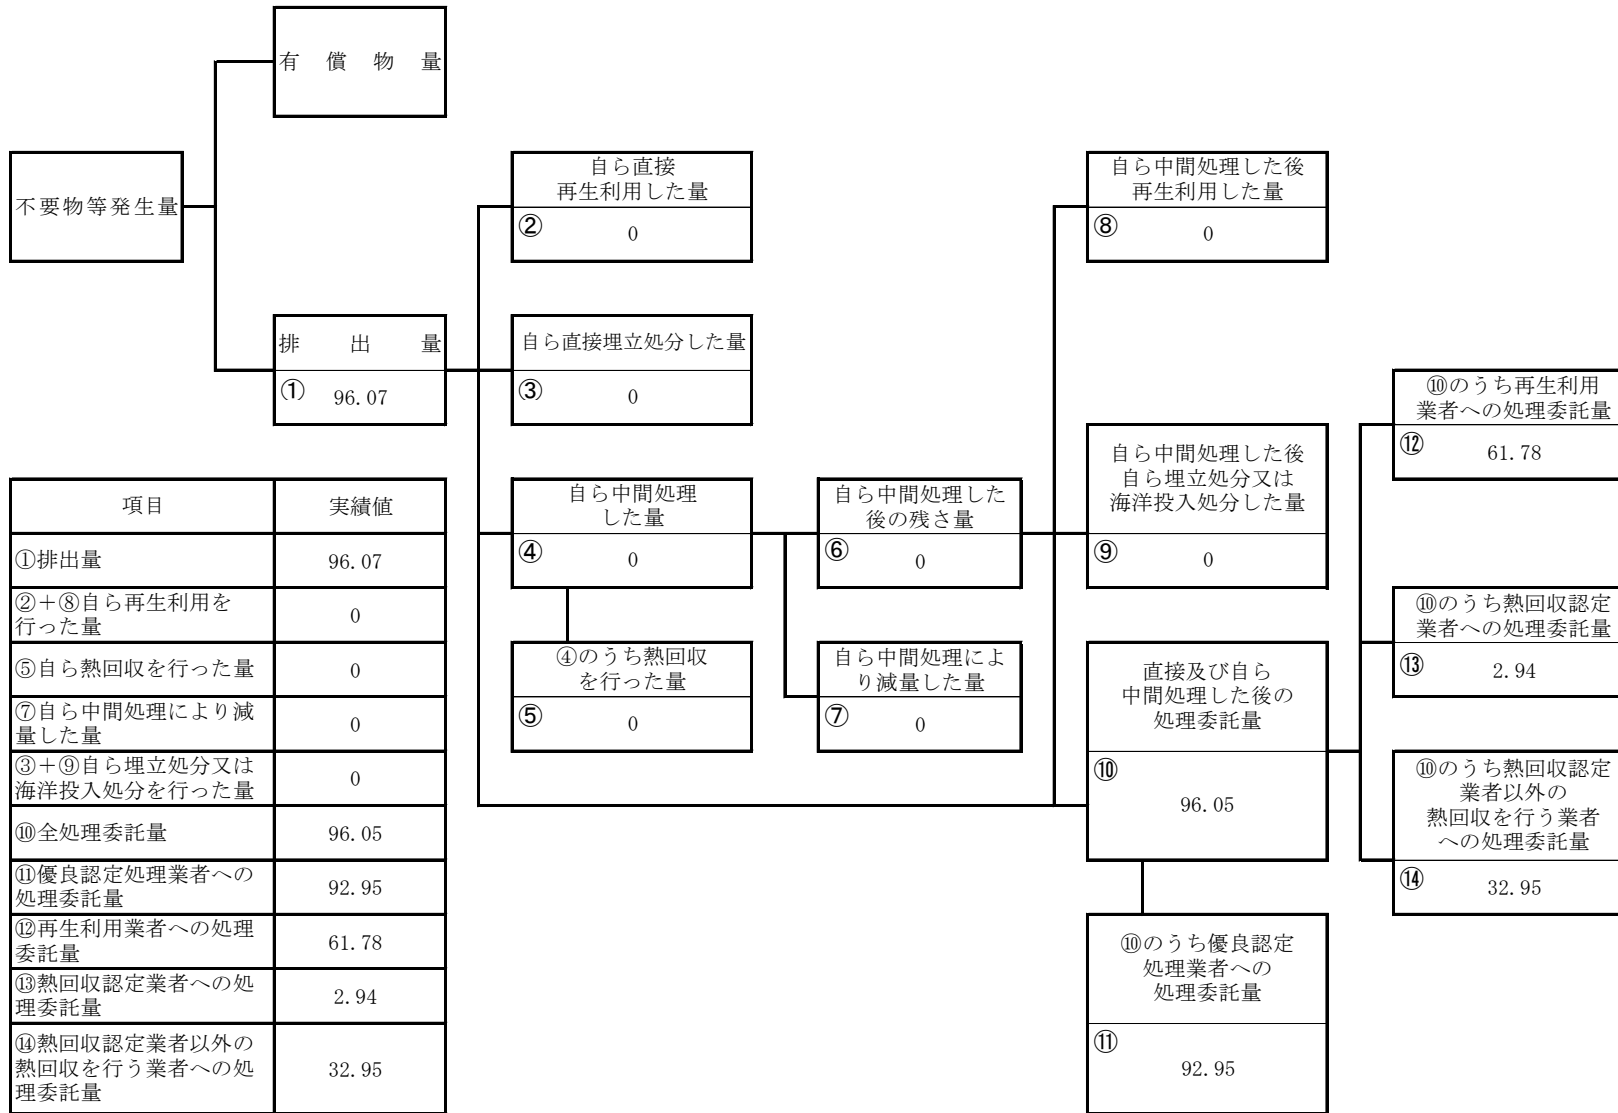 有償物量
不要物等発生量
排出量
① 96.07
自ら直接
再生利用した量
② 0
自ら直接埋立処分した量
③ 0
自ら中間処理
した量
④ 0
④のうち熱回収
を行った量
⑤ 0
自ら中間処理した
後の残さ量
⑥ 0
自ら中間処理によ
り減量した量
⑦ 0
自ら中間処理した後
再生利用した量
⑧ 0
自ら中間処理した後
自ら埋立処分又は
海洋投入処分した量
⑨ 0
直接及び自ら
中間処理した後の
処理委託量
⑩
96.05
⑩のうち優良認定
処理業者への
処理委託量
⑪
92.95
⑩のうち再生利用
業者への処理委託量
⑫ 61.78
⑩のうち熱回収認定
業者への処理委託量
⑬ 2.94
⑩のうち熱回収認定
業者以外の
熱回収を行う業者
への処理委託量
⑭ 32.95
項目 実績値
①排出量 96.07
②＋⑧自ら再生利用を
行った量 0
⑤自ら熱回収を行った量 0
⑦自ら中間処理により減
量した量 0
③＋⑨自ら埋立処分又は
海洋投入処分を行った量 0
⑩全処理委託量 96.05
⑪優良認定処理業者への
処理委託量 92.95
⑫再生利用業者への処理
委託量 61.78
⑬熱回収認定業者への処
理委託量 2.94
⑭熱回収認定業者以外の
熱回収を行う業者への処
理委託量 32.95